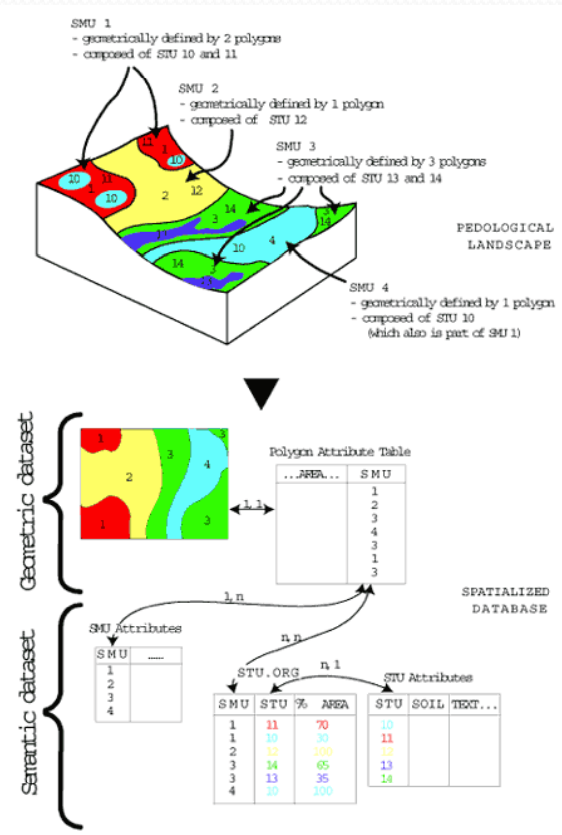 SMU 1
- geometrically defined by 2 polygons
- composed of STU 10 and 11
SMU 2
- geometrically defined by 1 polygon
- composed of STU 12
SMU 3
- geometrically defined by 3 polygons
- composed of STU 13 and 14
11
1
10
10
11
1
10
2
12
14
3
13
10
4
3
14
14
3
13
PEDOLOGICAL
LANDSCAPE
SMU 4
- geometrically defined by 1 polygon
- composed of STU 10
(which also is part of SMU 1)
Geometric dataset
1
2
3
4
3
1
3
Polygon Attribute Table
...AREA... SMU
1
2
3
4
3
1
3
1,1
SPATIALIZED
DATABASE
Semantic dataset
1,n
n,n
n,1
SMU Attributes
SMU ......
1
2
3
4
STU.ORG
SMU STU % AREA
1 11 70
1 10 30
2 12 100
3 14 65
3 13 35
4 10 100
STU Attributes
STU SOIL TEXT...
10
11
12
13
14